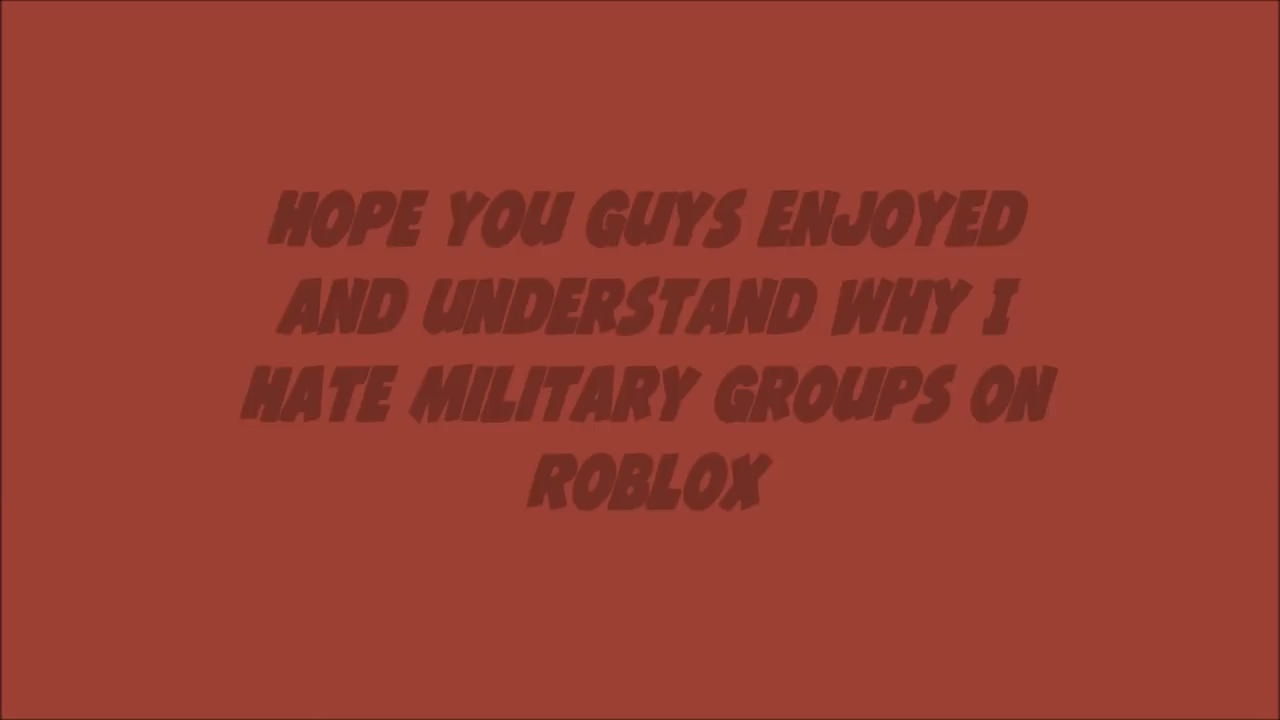 HOPE YOU GUYS ENJOYED
AND UNDERSTAND WHY I
HATE MILITARY GROUPS ON
ROBLOX